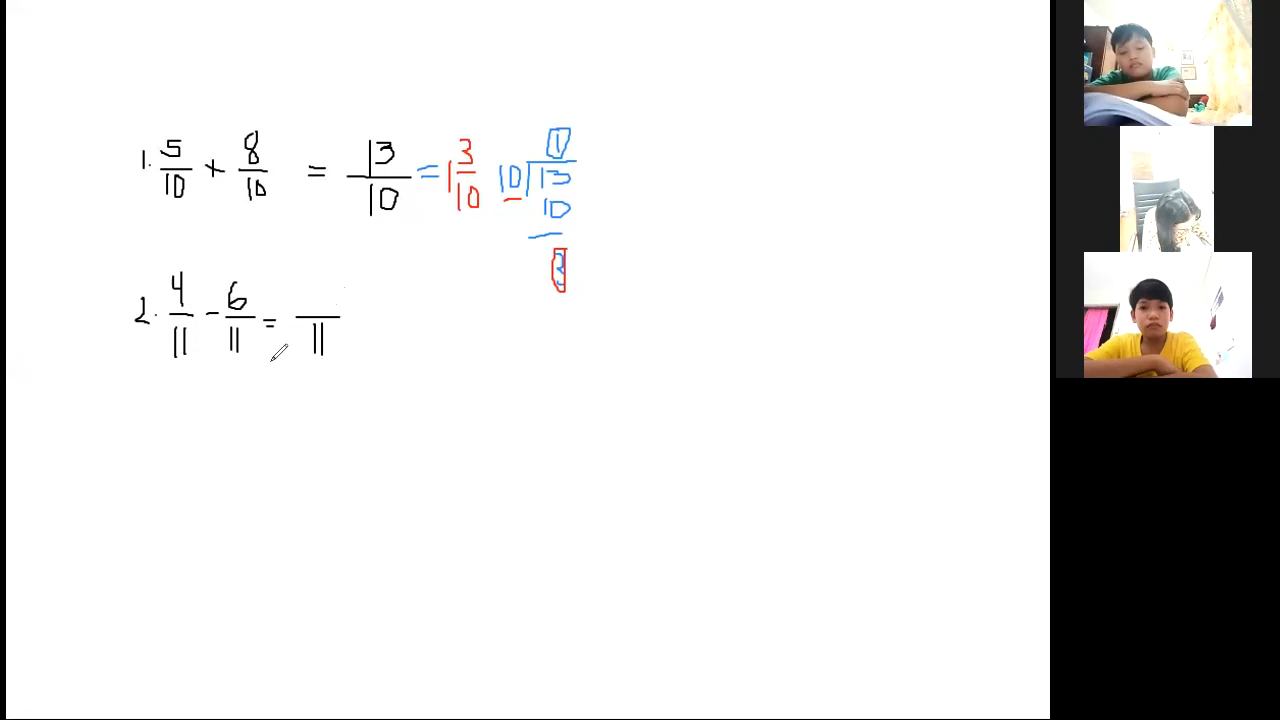 1. 5/10 + 8/10 = 13/10 = 1 3/10
1
10 13
10
3
2. 4/11 - 6/11 = /11